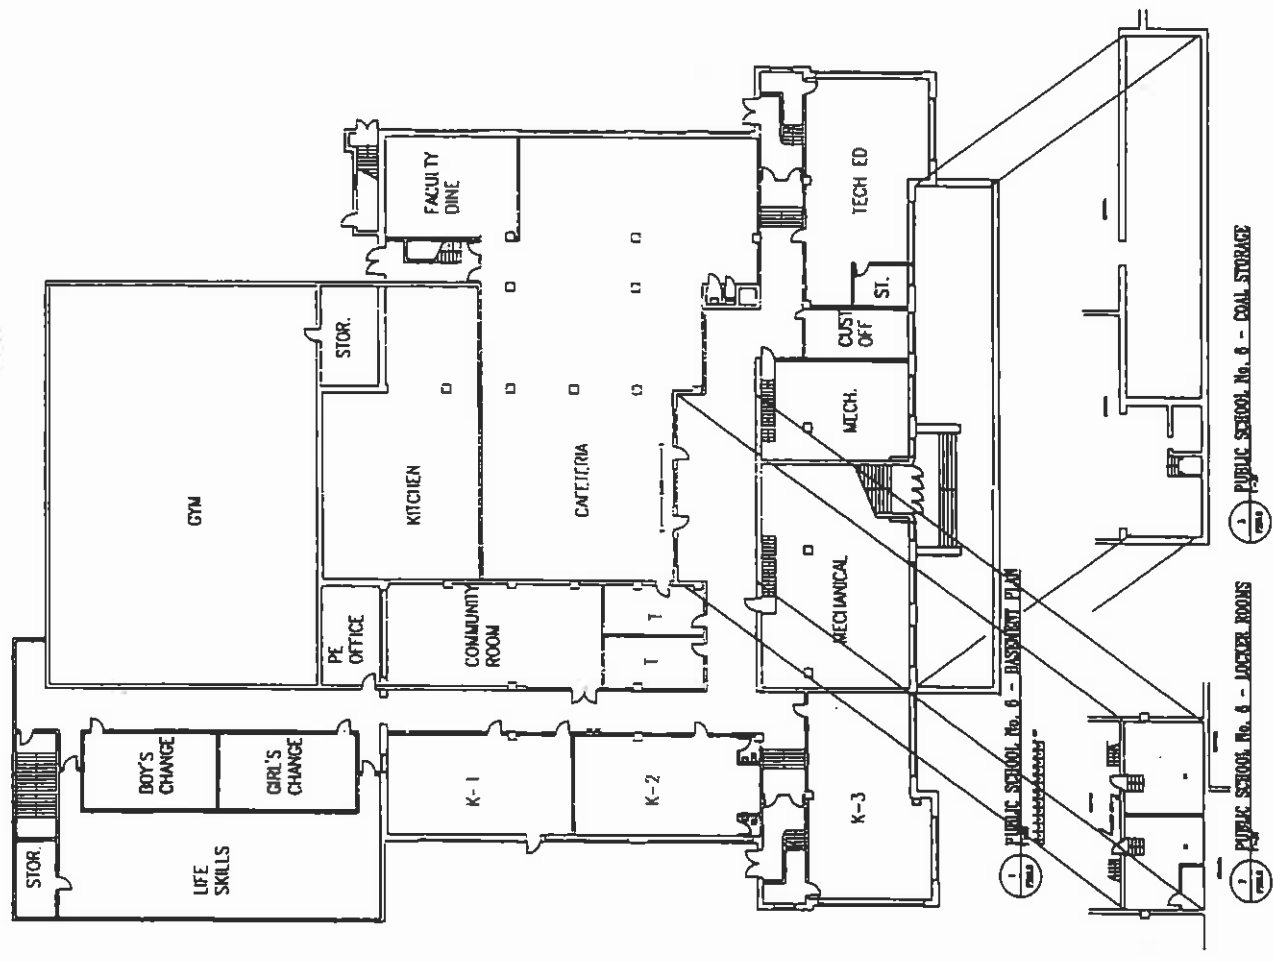 FACULTY
DINE
TECH ED
ST.
CUST
OFF
STOR.
GYM
KITCHEN
CAFETERIA
MECH.
MECHANICAL
PE
OFFICE
COMMUNITY
ROOM
T
T
BOY'S
CHANGE
GIRL'S
CHANGE
K-1
K-2
K-3
STOR.
LIFE
SKILLS
1
PUBLIC SCHOOL No. 6 - BASEMENT PLAN
PUBLIC SCHOOL No. 6 - LOCKER ROOMS
3
PUBLIC SCHOOL No. 6 - COAL STORAGE